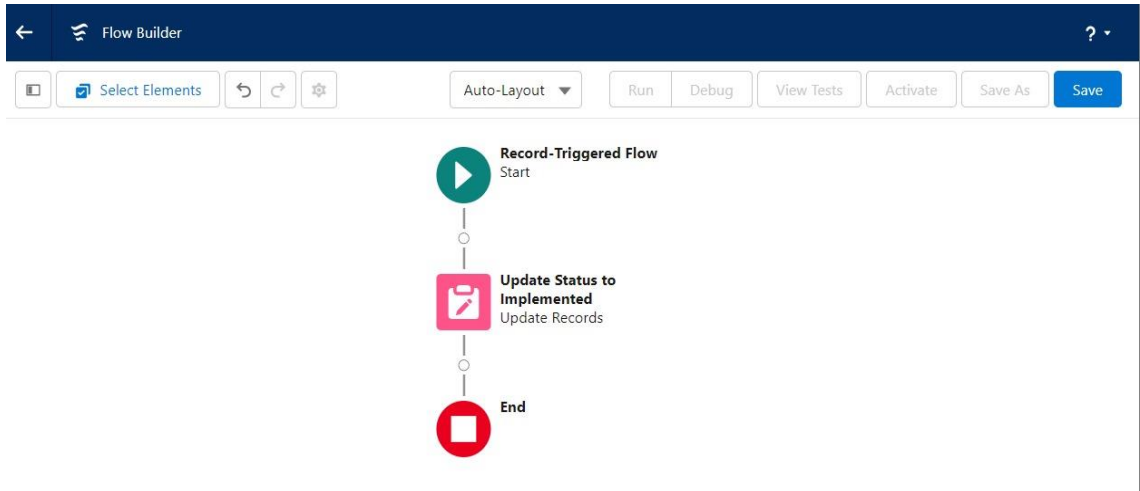 Flow Builder
?
Select Elements
Auto-Layout
Run
Debug
View Tests
Activate
Save As
Save
Record-Triggered Flow
Start
Update Status to
Implemented
Update Records
End